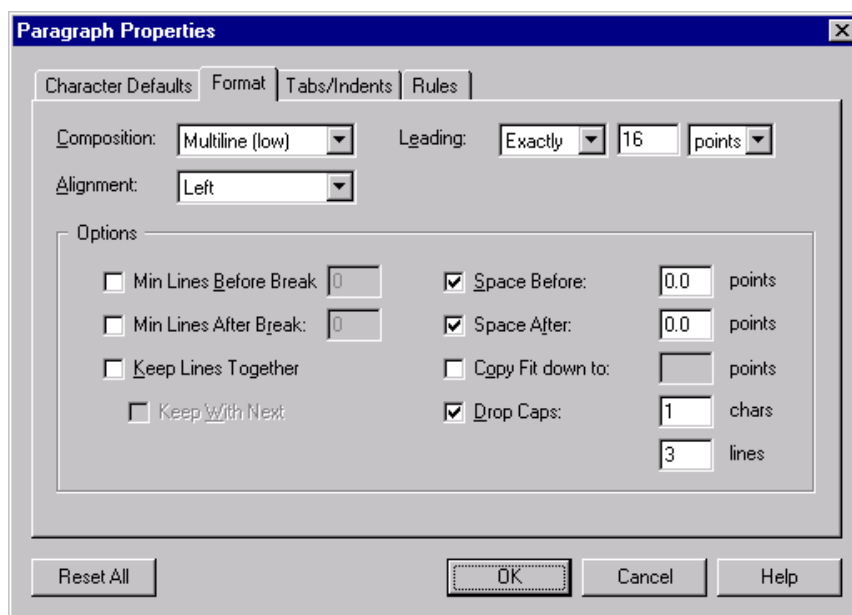 Paragraph Properties
Character Defaults Format Tabs/Indents Rules
Composition: Multiline (low) Leading: Exactly 16 points
Alignment: Left
Options
Min Lines Before Break 0 Space Before: 0.0 points
Min Lines After Break: 0 Space After: 0.0 points
Keep Lines Together Copy Fit down to: points
Keep With Next Drop Caps: 1 chars
3 lines
Reset All OK Cancel Help